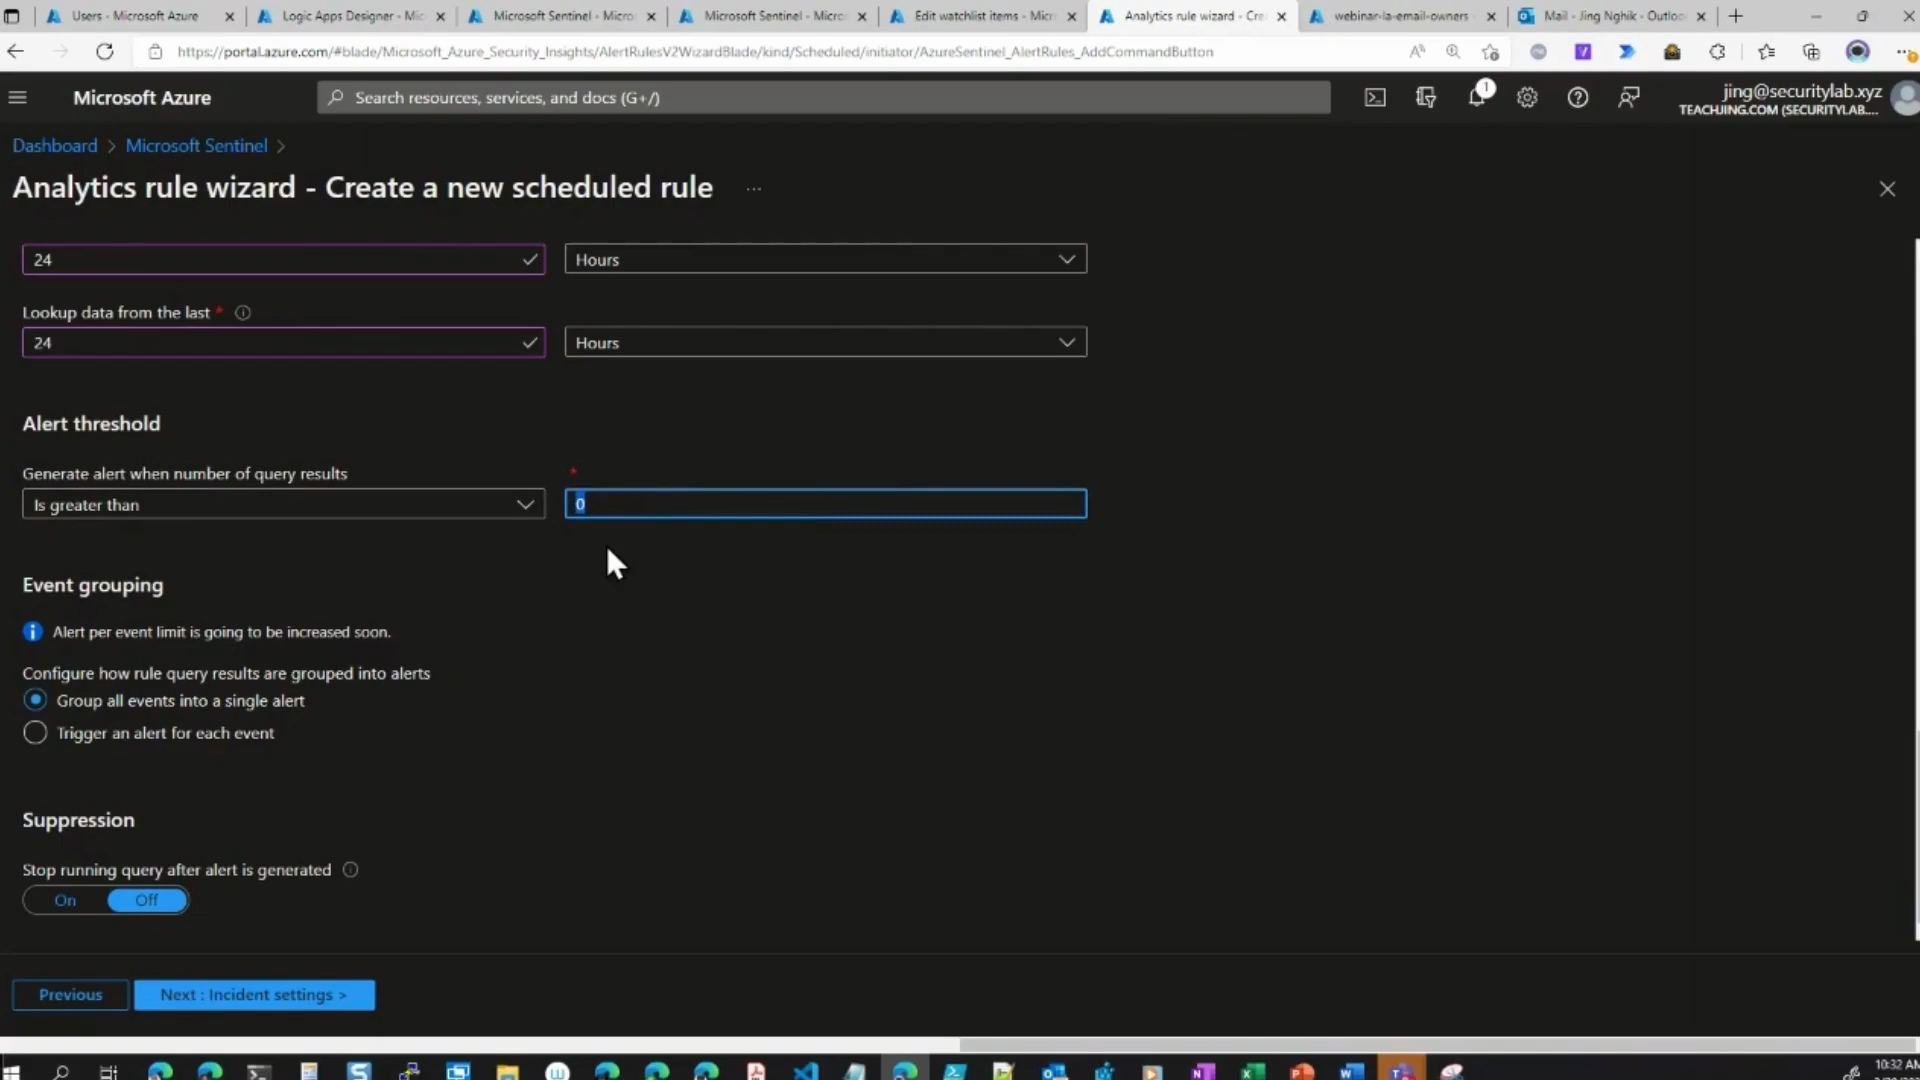 Users - Microsoft Azure
Logic Apps Designer - Mic
Microsoft Sentinel - Micro
Microsoft Sentinel - Micro
Edit watchlist items - Micr
Analytics rule wizard - Cre
webinar-la-email-owners
Mail - Jing Nghik - Outloo
https://portal.azure.com/#blade/Microsoft_Azure_Security_Insights/AlertRulesV2WizardBlade/kind/Scheduled/initiator/AzureSentinel_AlertRules_AddCommandButton
Microsoft Azure
Search resources, services, and docs (G+/)
1
jing@securitylab.xyz
TEACHJING.COM (SECURITYLAB....
Dashboard > Microsoft Sentinel >
Analytics rule wizard - Create a new scheduled rule ...
24 Hours
Lookup data from the last *
24 Hours
Alert threshold
Generate alert when number of query results *
Is greater than 0
Event grouping
Alert per event limit is going to be increased soon.
Configure how rule query results are grouped into alerts
Group all events into a single alert
Trigger an alert for each event
Suppression
Stop running query after alert is generated
On Off
Previous
Next : Incident settings >
10:32 AM